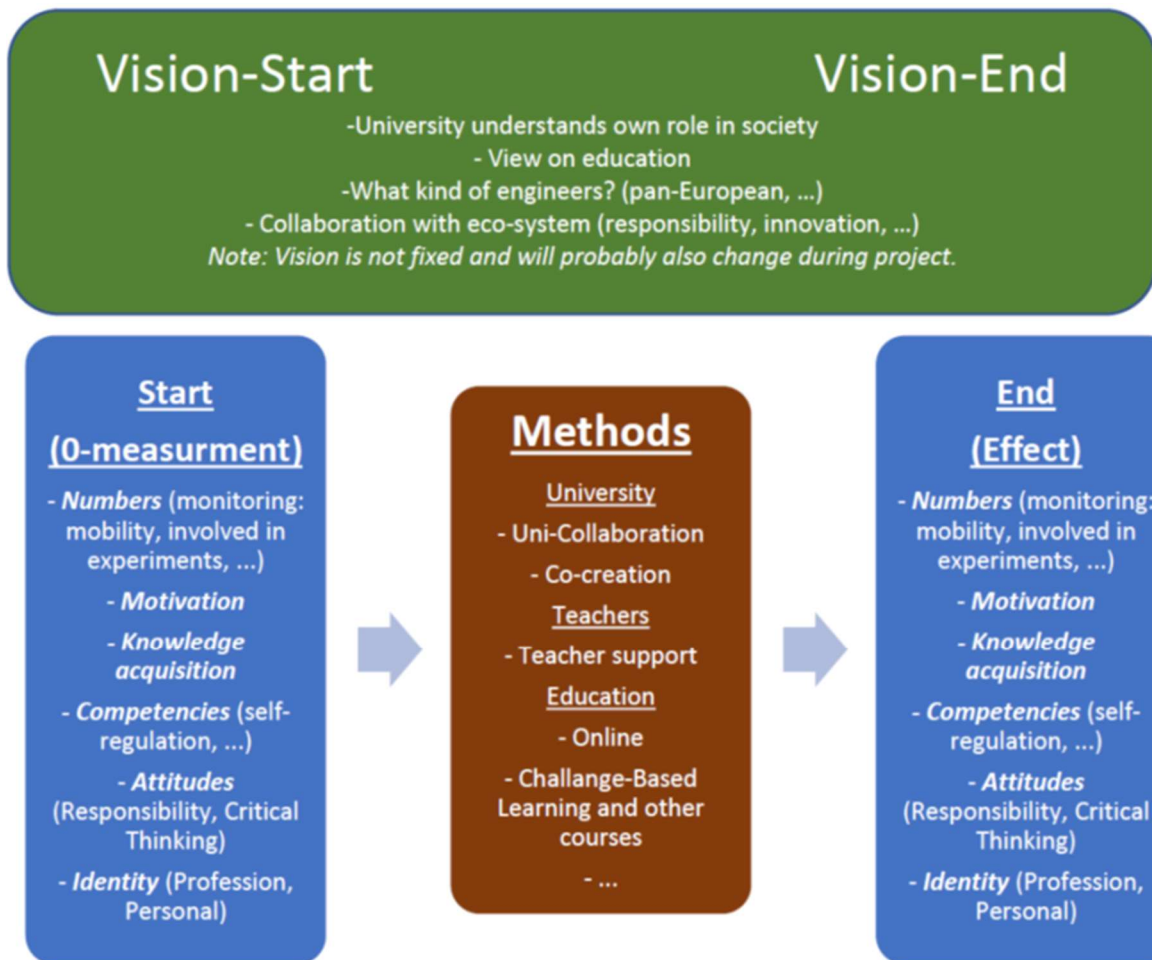 Vision-Start
Vision-End
-University understands own role in society
- View on education
-What kind of engineers? (pan-European, ...)
- Collaboration with eco-system (responsibility, innovation, ...)
Note: Vision is not fixed and will probably also change during project.
Start
(0-measurment)
- Numbers (monitoring:
mobility, involved in
experiments, ...)
- Motivation
- Knowledge
acquisition
- Competencies (self-
regulation, ...)
- Attitudes
(Responsibility, Critical
Thinking)
- Identity (Profession,
Personal)
Methods
University
- Uni-Collaboration
- Co-creation
Teachers
- Teacher support
Education
- Online
- Challange-Based
Learning and other
courses
- ...
End
(Effect)
- Numbers (monitoring:
mobility, involved in
experiments, ...)
- Motivation
- Knowledge
acquisition
- Competencies (self-
regulation, ...)
- Attitudes
(Responsibility, Critical
Thinking)
- Identity (Profession,
Personal)